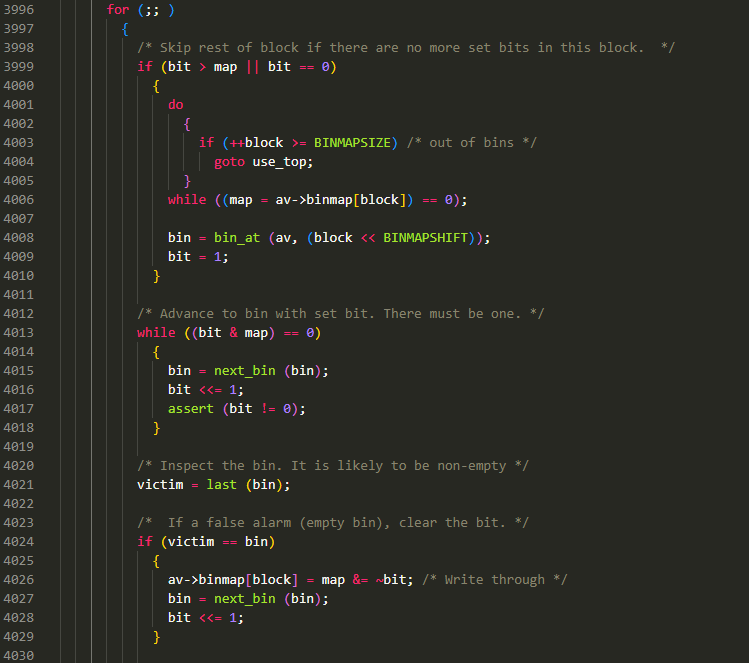 3996 for (;; )
3997 {
3998 /* Skip rest of block if there are no more set bits in this block.  */
3999 if (bit > map || bit == 0)
4000 {
4001 do
4002 {
4003 if (++block >= BINMAPSIZE) /* out of bins */
4004 goto use_top;
4005 }
4006 while ((map = av->binmap[block]) == 0);
4007
4008 bin = bin_at (av, (block << BINMAPSHIFT));
4009 bit = 1;
4010 }
4011
4012 /* Advance to bin with set bit. There must be one. */
4013 while ((bit & map) == 0)
4014 {
4015 bin = next_bin (bin);
4016 bit <<= 1;
4017 assert (bit != 0);
4018 }
4019
4020 /* Inspect the bin. It is likely to be non-empty */
4021 victim = last (bin);
4022
4023 /*  If a false alarm (empty bin), clear the bit. */
4024 if (victim == bin)
4025 {
4026 av->binmap[block] = map &= ~bit; /* Write through */
4027 bin = next_bin (bin);
4028 bit <<= 1;
4029 }
4030